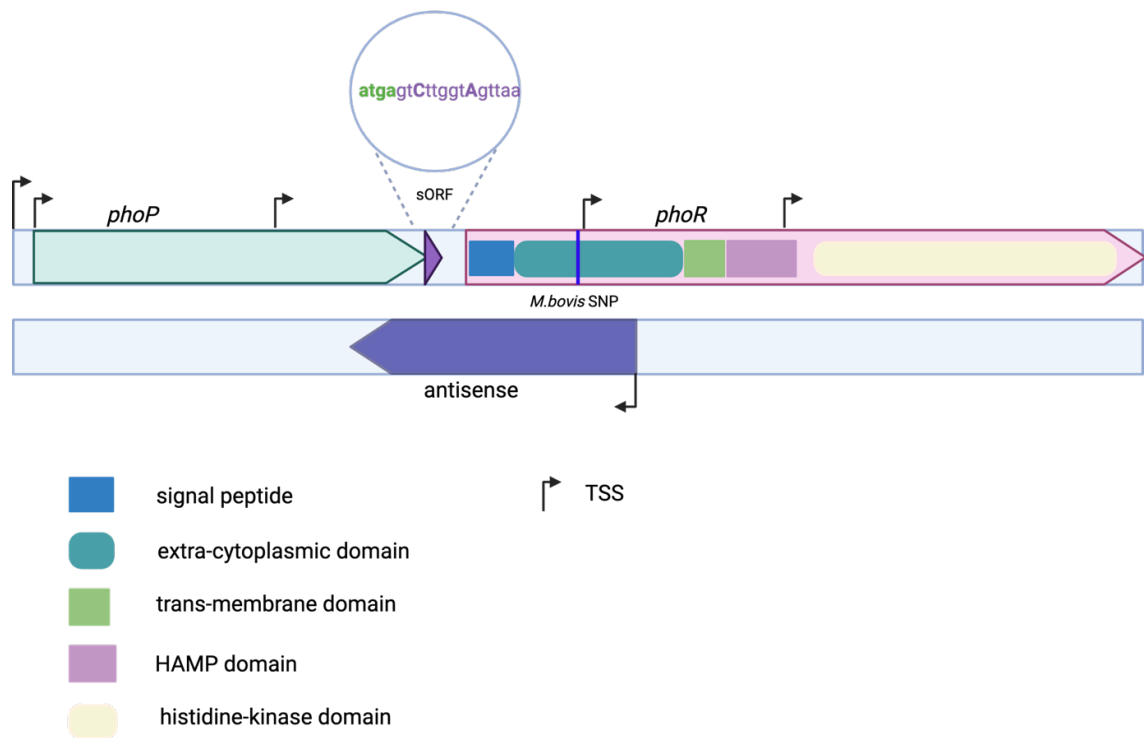 atgagtCttggtAgttaa
sORF
phoP
phoR
M.bovis SNP
antisense
signal peptide
TSS
extra-cytoplasmic domain
trans-membrane domain
HAMP domain
histidine-kinase domain